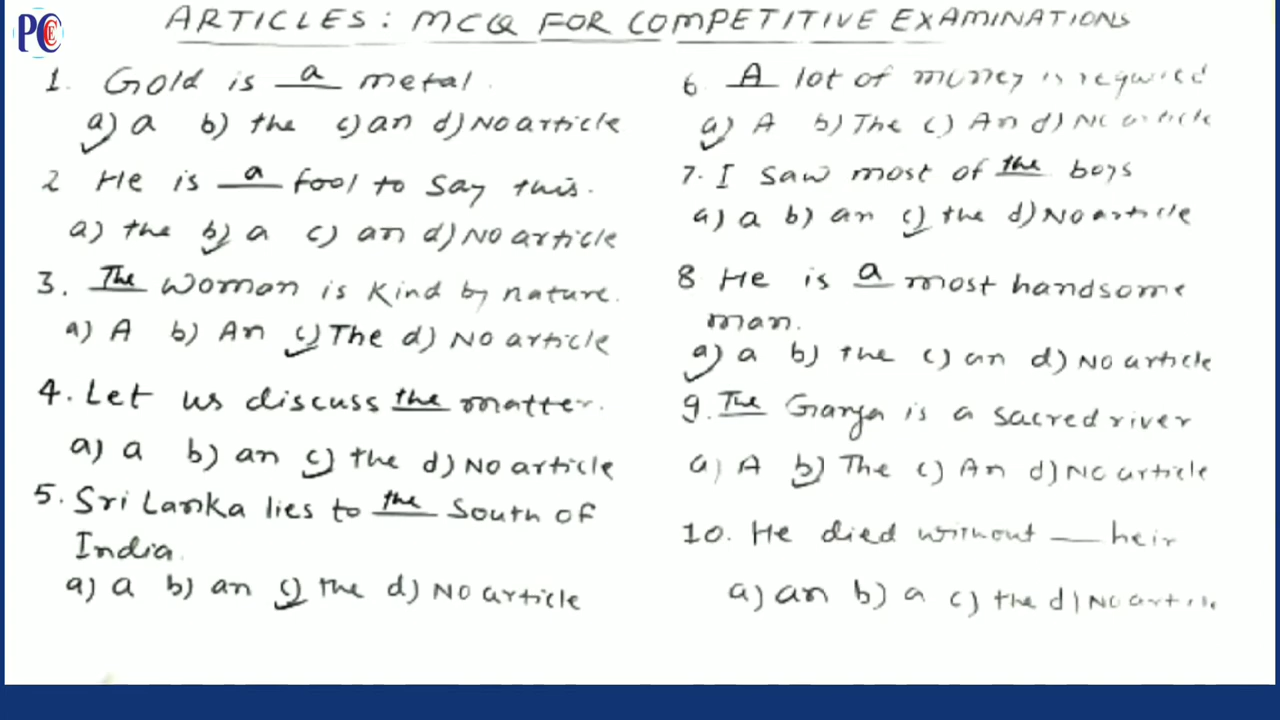 PCC
ARTICLES: MCQ FOR COMPETITIVE EXAMINATIONS
1. Gold is a metal.
a) a b) the c) an d) No article
2 He is a fool to say this.
a) the b) a c) an d) No article
3. The woman is kind by nature.
a) A b) An c) The d) No article
4. Let us discuss the matter.
a) a b) an c) the d) No article
5. Sri Lanka lies to the South of
India.
a) a b) an c) the d) No article
6. A lot of money is required
a) A b) The c) An d) No article
7. I saw most of the boys
a) a b) an c) the d) No article
8 He is a most handsome
man.
a) a b) the c) an d) No article
9. The Ganga is a sacred river
a) A b) The c) An d) No article
10. He died without ___ heir
a) an b) a c) the d) No article